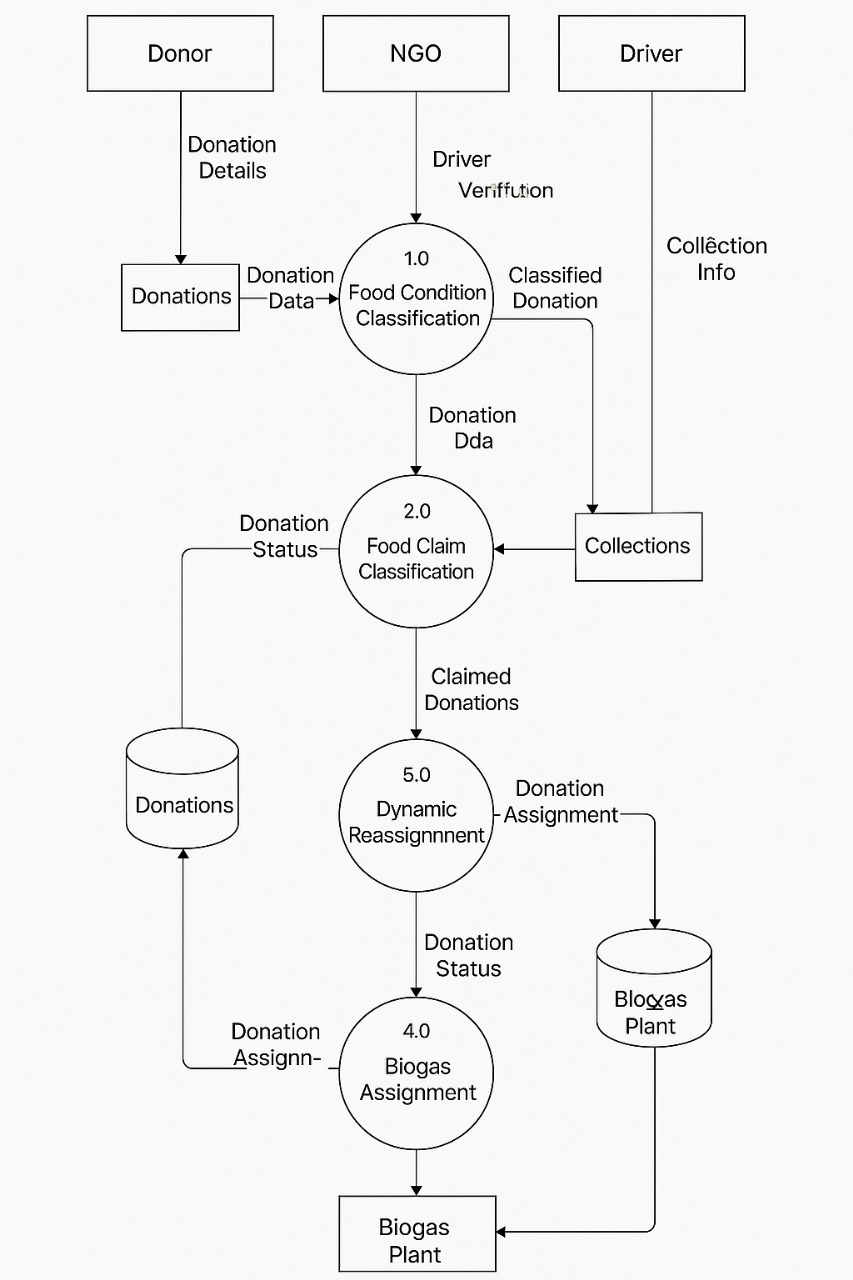 Donor
NGO
Driver
Donation
Details
Driver
Veriffution
Collêction
Info
Donations
Donation
Data
1.0
Food Condition
Classification
Classified
Donation
Donation
Dda
Donation
Status
2.0
Food Claim
Classification
Collections
Claimed
Donations
Donations
5.0
Dynamic
Reassignnnent
Donation
Assignment
Donation
Status
Plant
Donation
Assignn-
4.0
Biogas
Assignment
Biogas
Plant